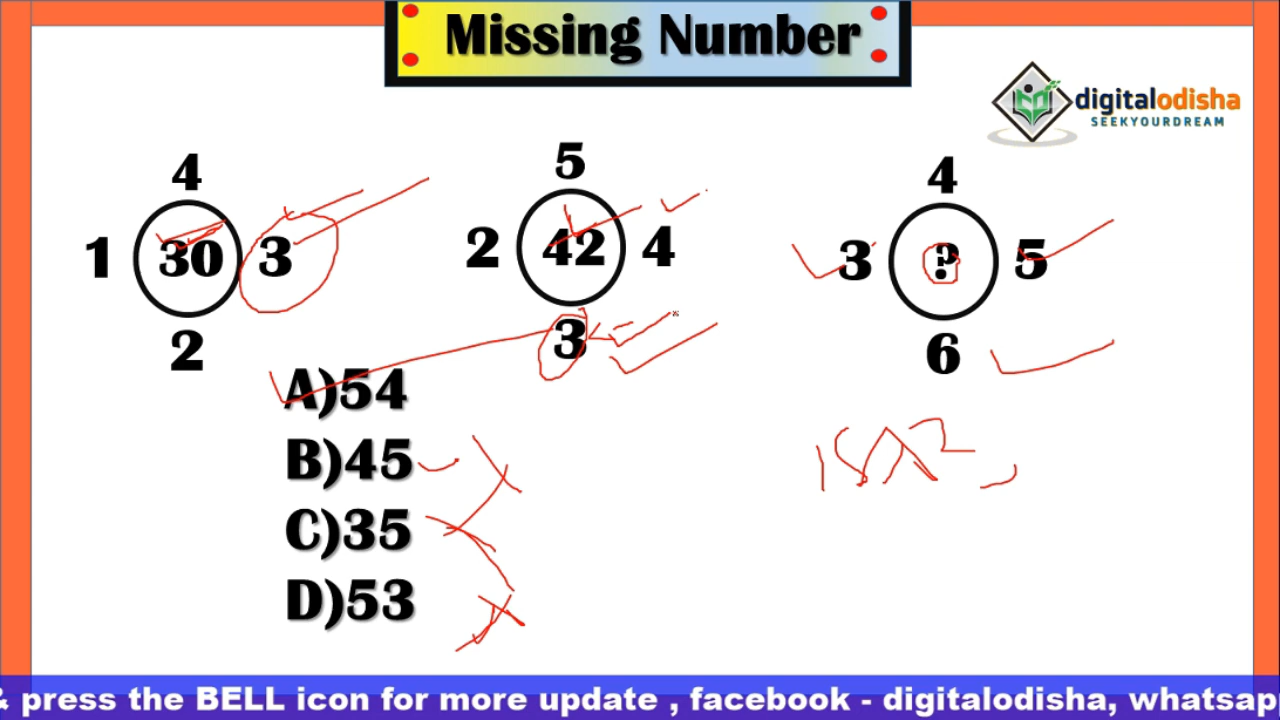 Missing Number
digitalodisha
SEEKYOURDREAM
4
1 30 3
2
5
2 42 4
3
4
3 ? 5
6
A)54
B)45
C)35
D)53
& press the BELL icon for more update , facebook - digitalodisha, whatsap